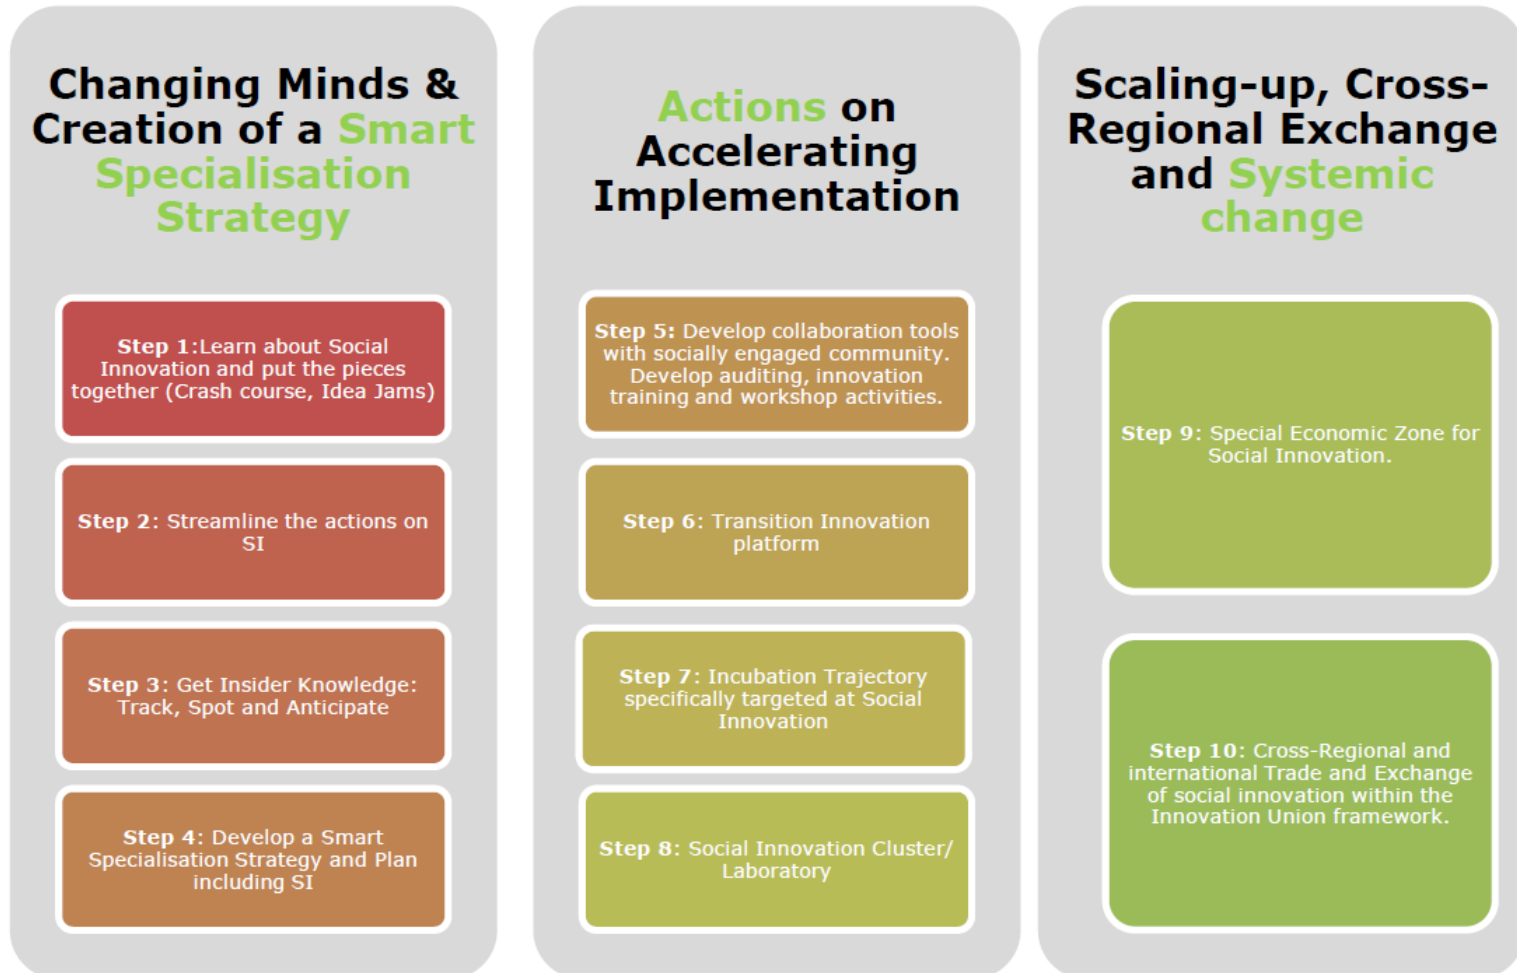 Changing Minds &
Creation of a Smart
Specialisation
Strategy
Step 1:Learn about Social
Innovation and put the pieces
together (Crash course, Idea Jams)
Step 2: Streamline the actions on
SI
Step 3: Get Insider Knowledge:
Track, Spot and Anticipate
Step 4: Develop a Smart
Specialisation Strategy and Plan
including SI
Actions on
Accelerating
Implementation
Step 5: Develop collaboration tools
with socially engaged community.
Develop auditing, innovation
training and workshop activities.
Step 6: Transition Innovation
platform
Step 7: Incubation Trajectory
specifically targeted at Social
Innovation
Step 8: Social Innovation Cluster/
Laboratory
Scaling-up, Cross-
Regional Exchange
and Systemic
change
Step 9: Special Economic Zone for
Social Innovation.
Step 10: Cross-Regional and
international Trade and Exchange
of social innovation within the
Innovation Union framework.